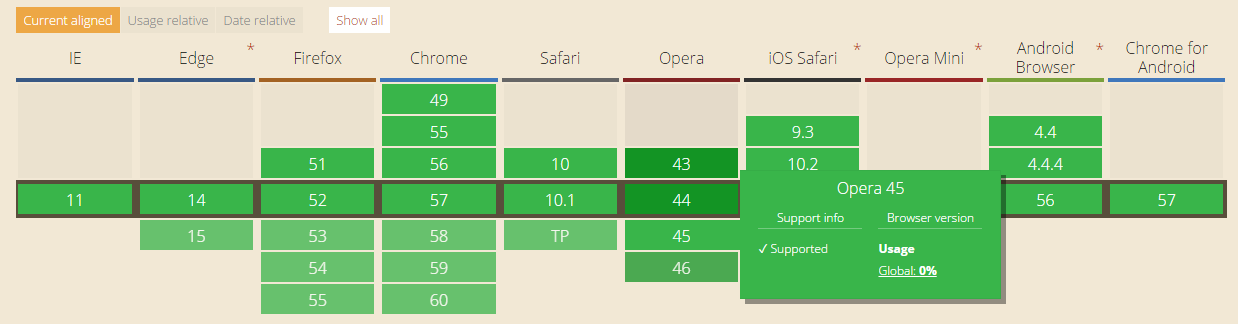 Current aligned Usage relative Date relative Show all
IE Edge * Firefox Chrome Safari Opera iOS Safari * Opera Mini * Android Browser * Chrome for Android
49
55 9.3 4.4
51 56 10 43 10.2 4.4.4
11 14 52 57 10.1 44 56 57
15 53 58 TP 45
54 59 46
55 60
Opera 45
Support info Browser version
✓ Supported Usage
Global: 0%